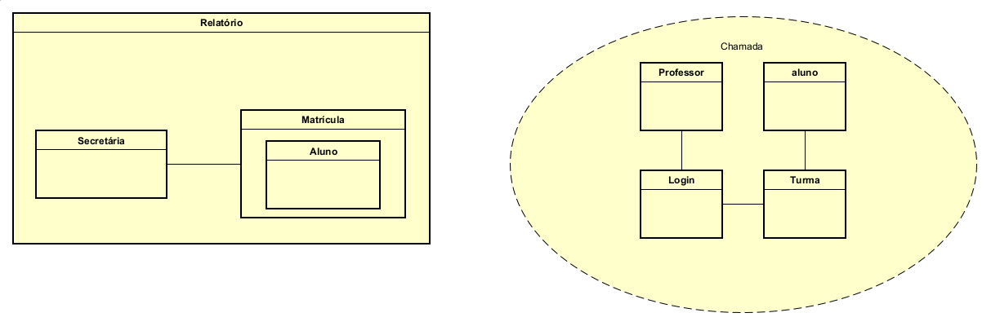 Relatório
Secretária
Matrícula
Aluno
Chamada
Professor
aluno
Login
Turma